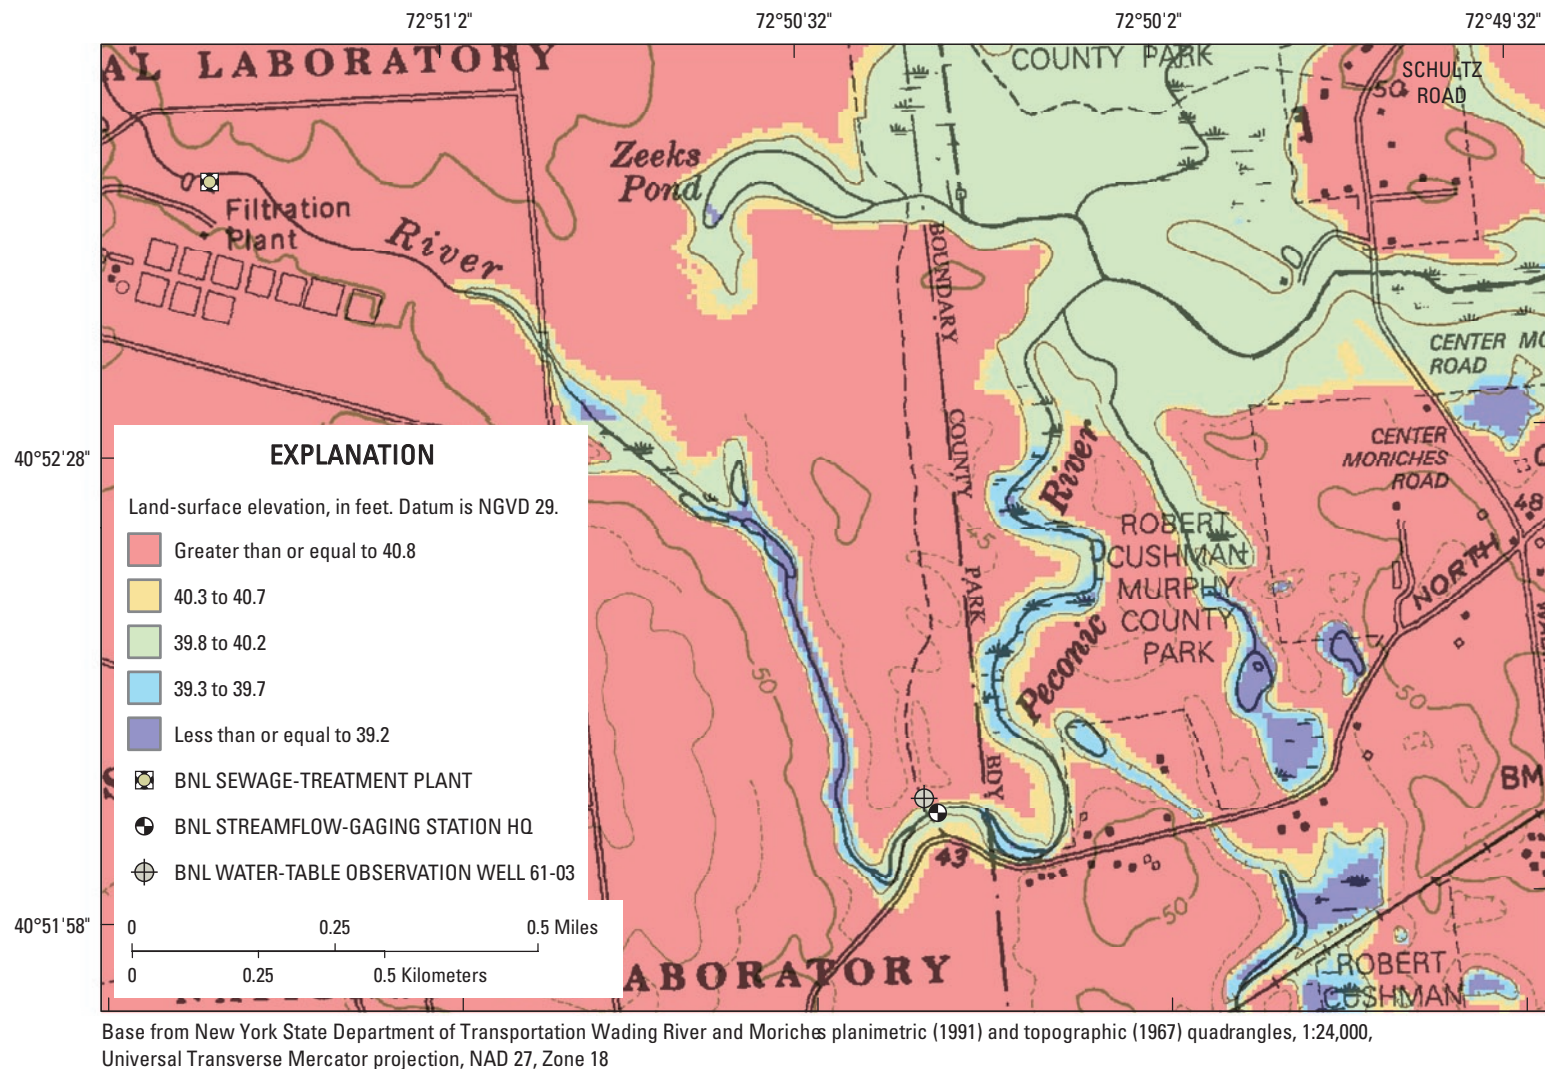 72°51'2"
72°50'32"
72°50'2"
72°49'32"
AL LABORATORY
COUNTY PARK
SCHULTZ
ROAD
50
Zeeks
Pond
Filtration
Plant
River
BOUNDARY
CENTER MO
ROAD
COUNTY
PARK
BDY
River
Peconic
45
CENTER
MORICHES
ROAD
48
NORTH
ROBERT
CUSHMAN
MURPHY
COUNTY
PARK
50
50
BM
43
50
40°52'28"
40°51'58"
EXPLANATION
Land-surface elevation, in feet. Datum is NGVD 29.
Greater than or equal to 40.8
40.3 to 40.7
39.8 to 40.2
39.3 to 39.7
Less than or equal to 39.2
BNL SEWAGE-TREATMENT PLANT
BNL STREAMFLOW-GAGING STATION HQ
BNL WATER-TABLE OBSERVATION WELL 61-03
0 0.25 0.5 Miles
0 0.25 0.5 Kilometers
ABORATORY
ROBERT
CUSHMAN
Base from New York State Department of Transportation Wading River and Moriches planimetric (1991) and topographic (1967) quadrangles, 1:24,000,
Universal Transverse Mercator projection, NAD 27, Zone 18